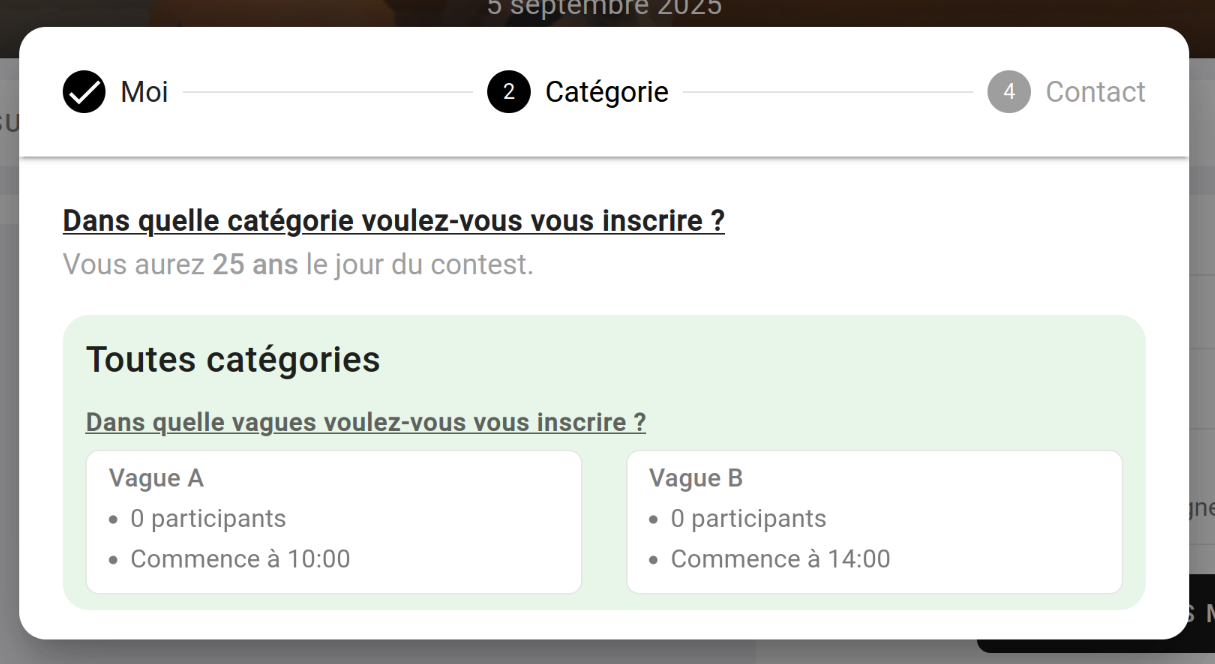 5 septembre 2025
Moi
2 Catégorie
4 Contact
SU
Dans quelle catégorie voulez-vous vous inscrire ?
Vous aurez 25 ans le jour du contest.
Toutes catégories
Dans quelle vagues voulez-vous vous inscrire ?
Vague A
• 0 participants
• Commence à 10:00
Vague B
• 0 participants
• Commence à 14:00